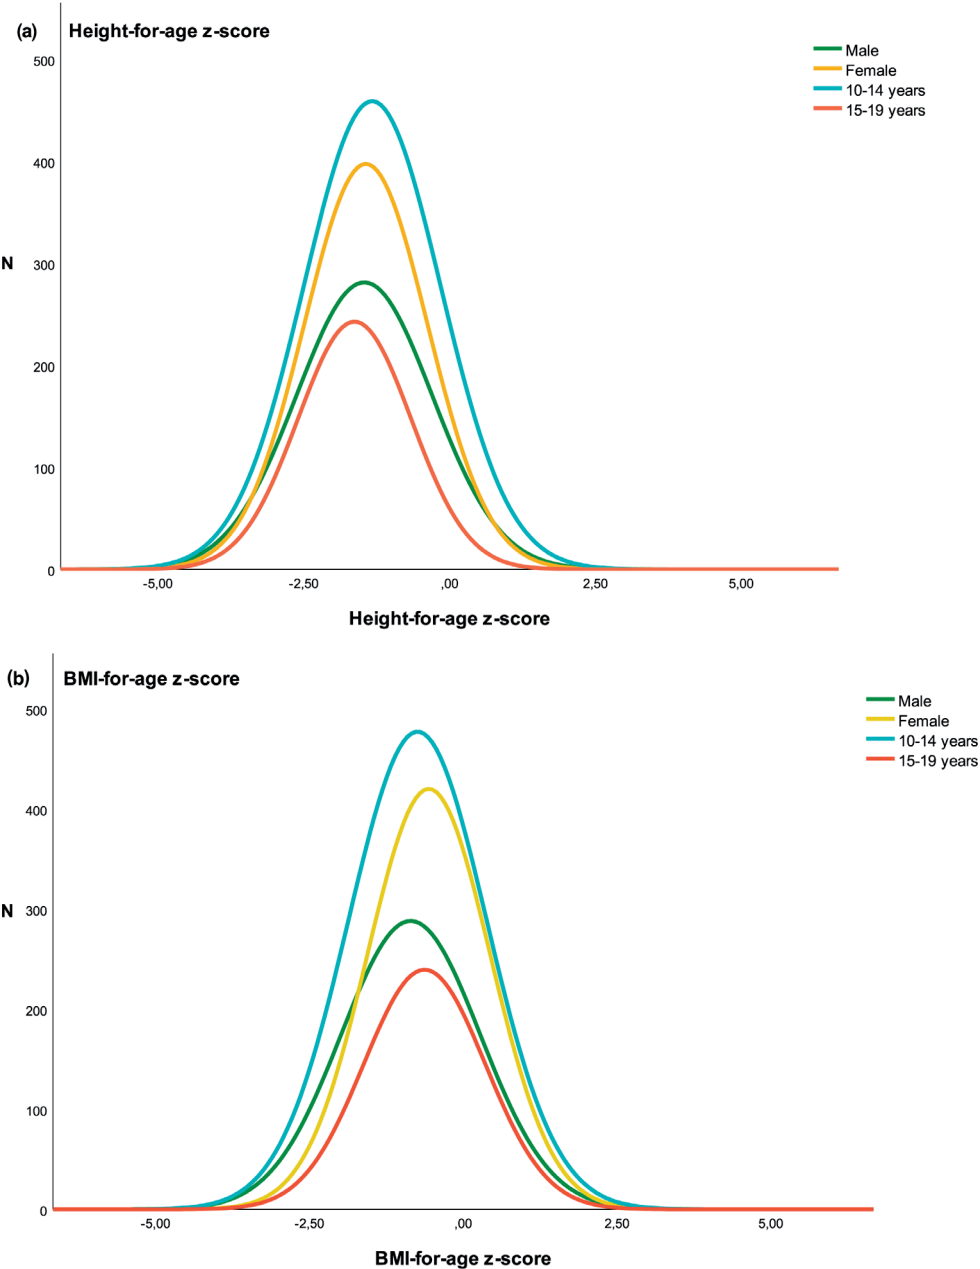 (a) Height-for-age z-score
Male
Female
10-14 years
15-19 years
500
400
N
300
200
100
0
-5,00 -2,50 ,00 2,50 5,00
Height-for-age z-score
(b) BMI-for-age z-score
Male
Female
10-14 years
15-19 years
500
400
N
300
200
100
0
-5,00 -2,50 ,00 2,50 5,00
BMI-for-age z-score